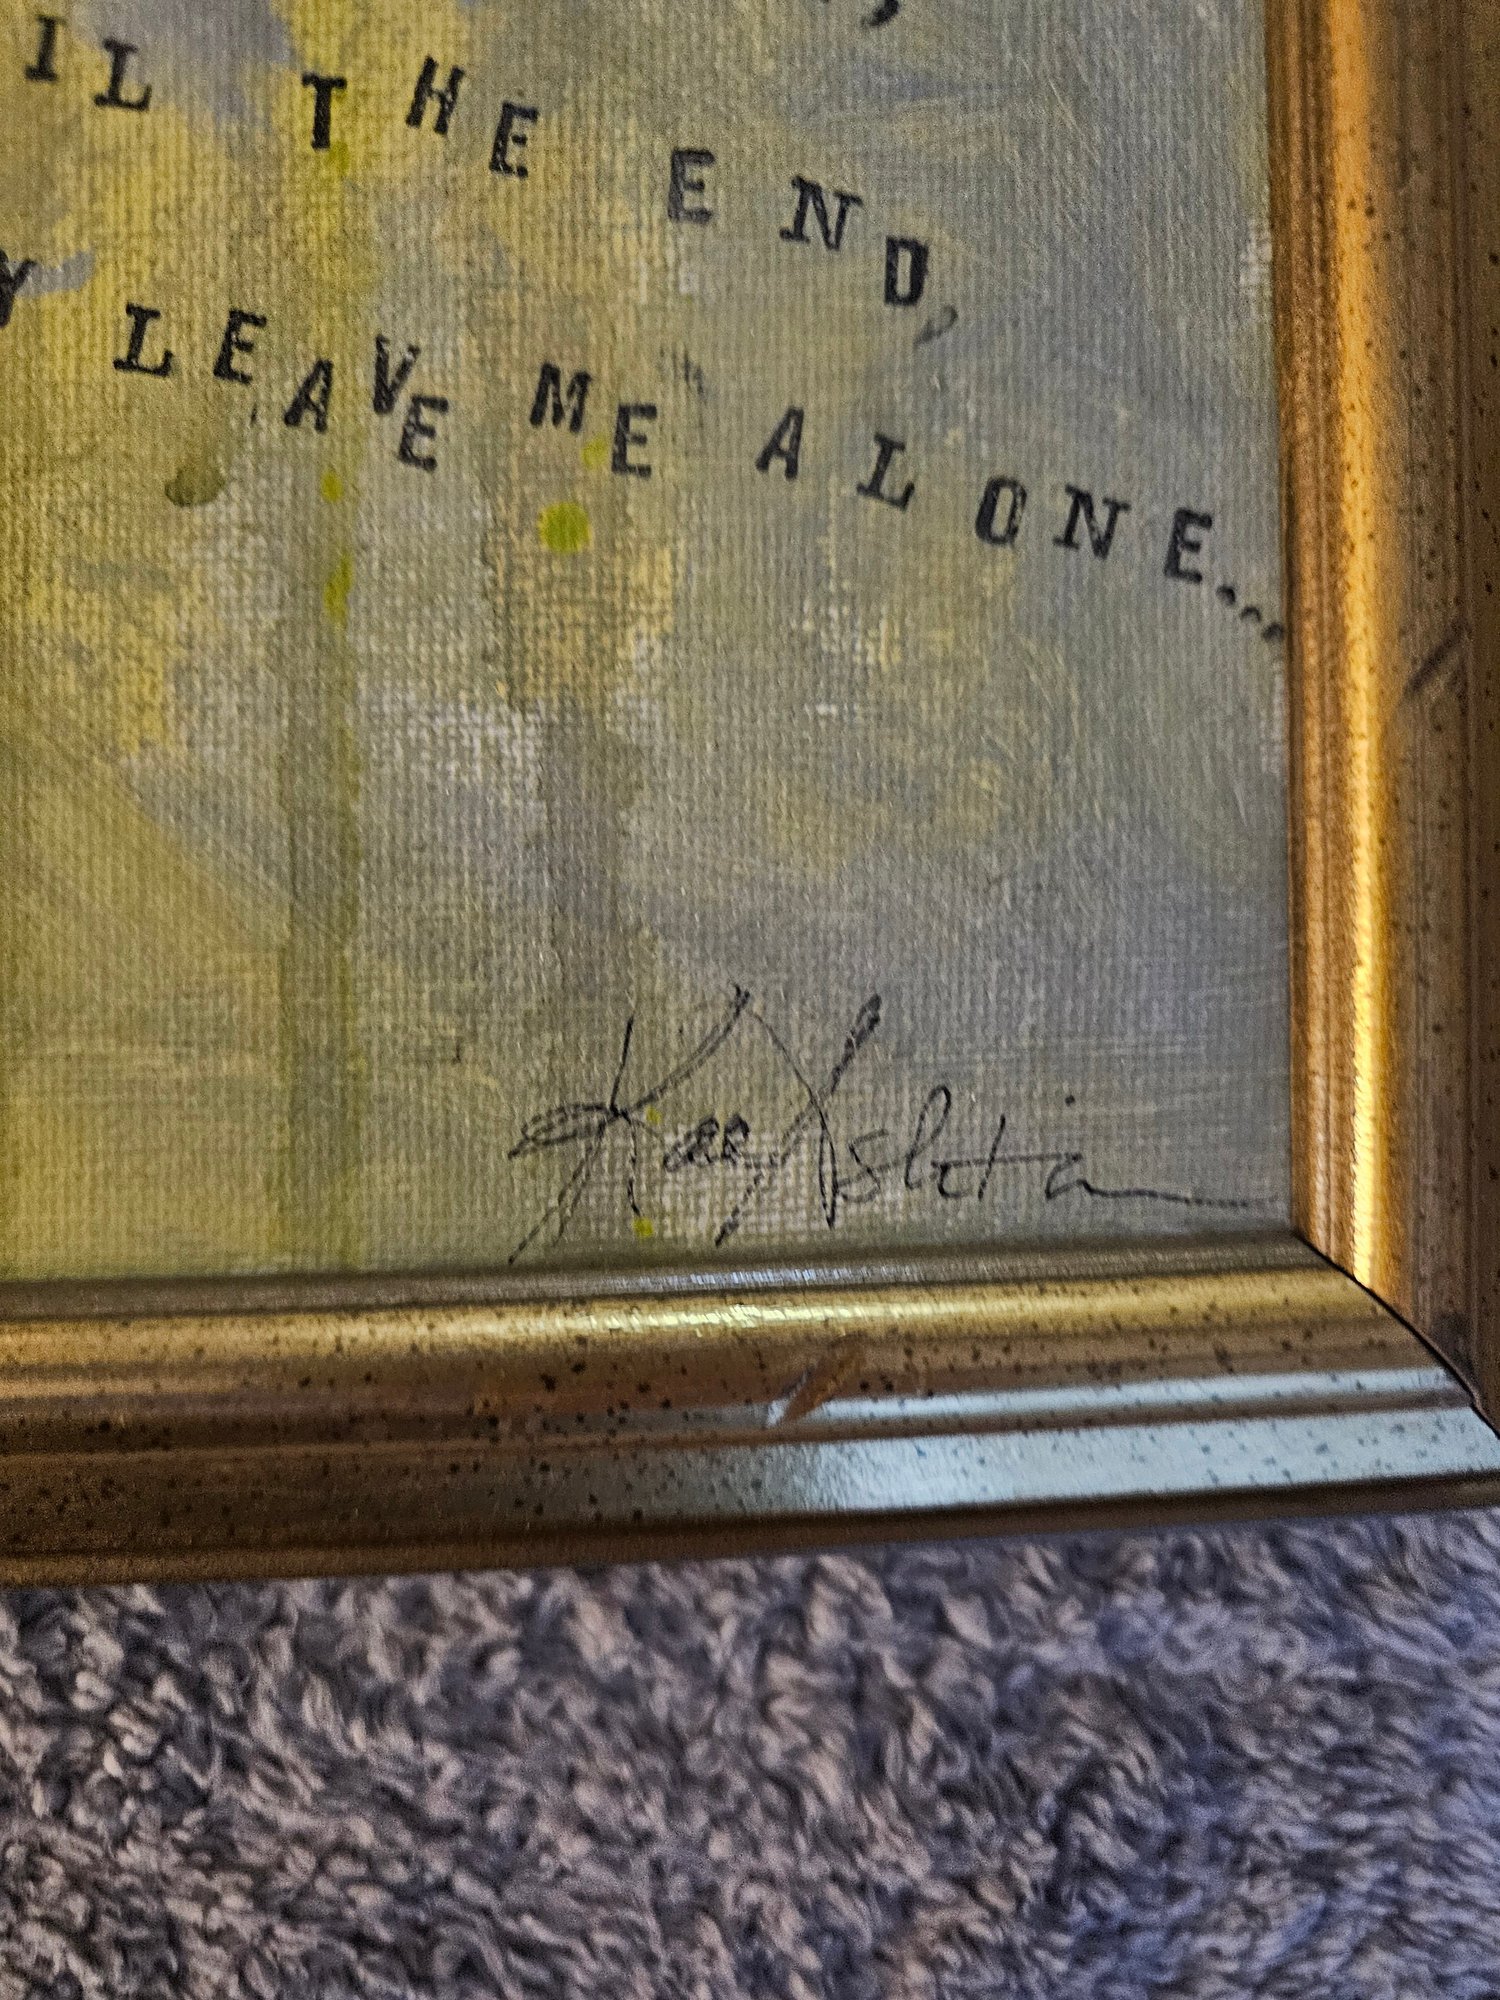 ,
IL THE END,
Y LEAVE ME ALONE...